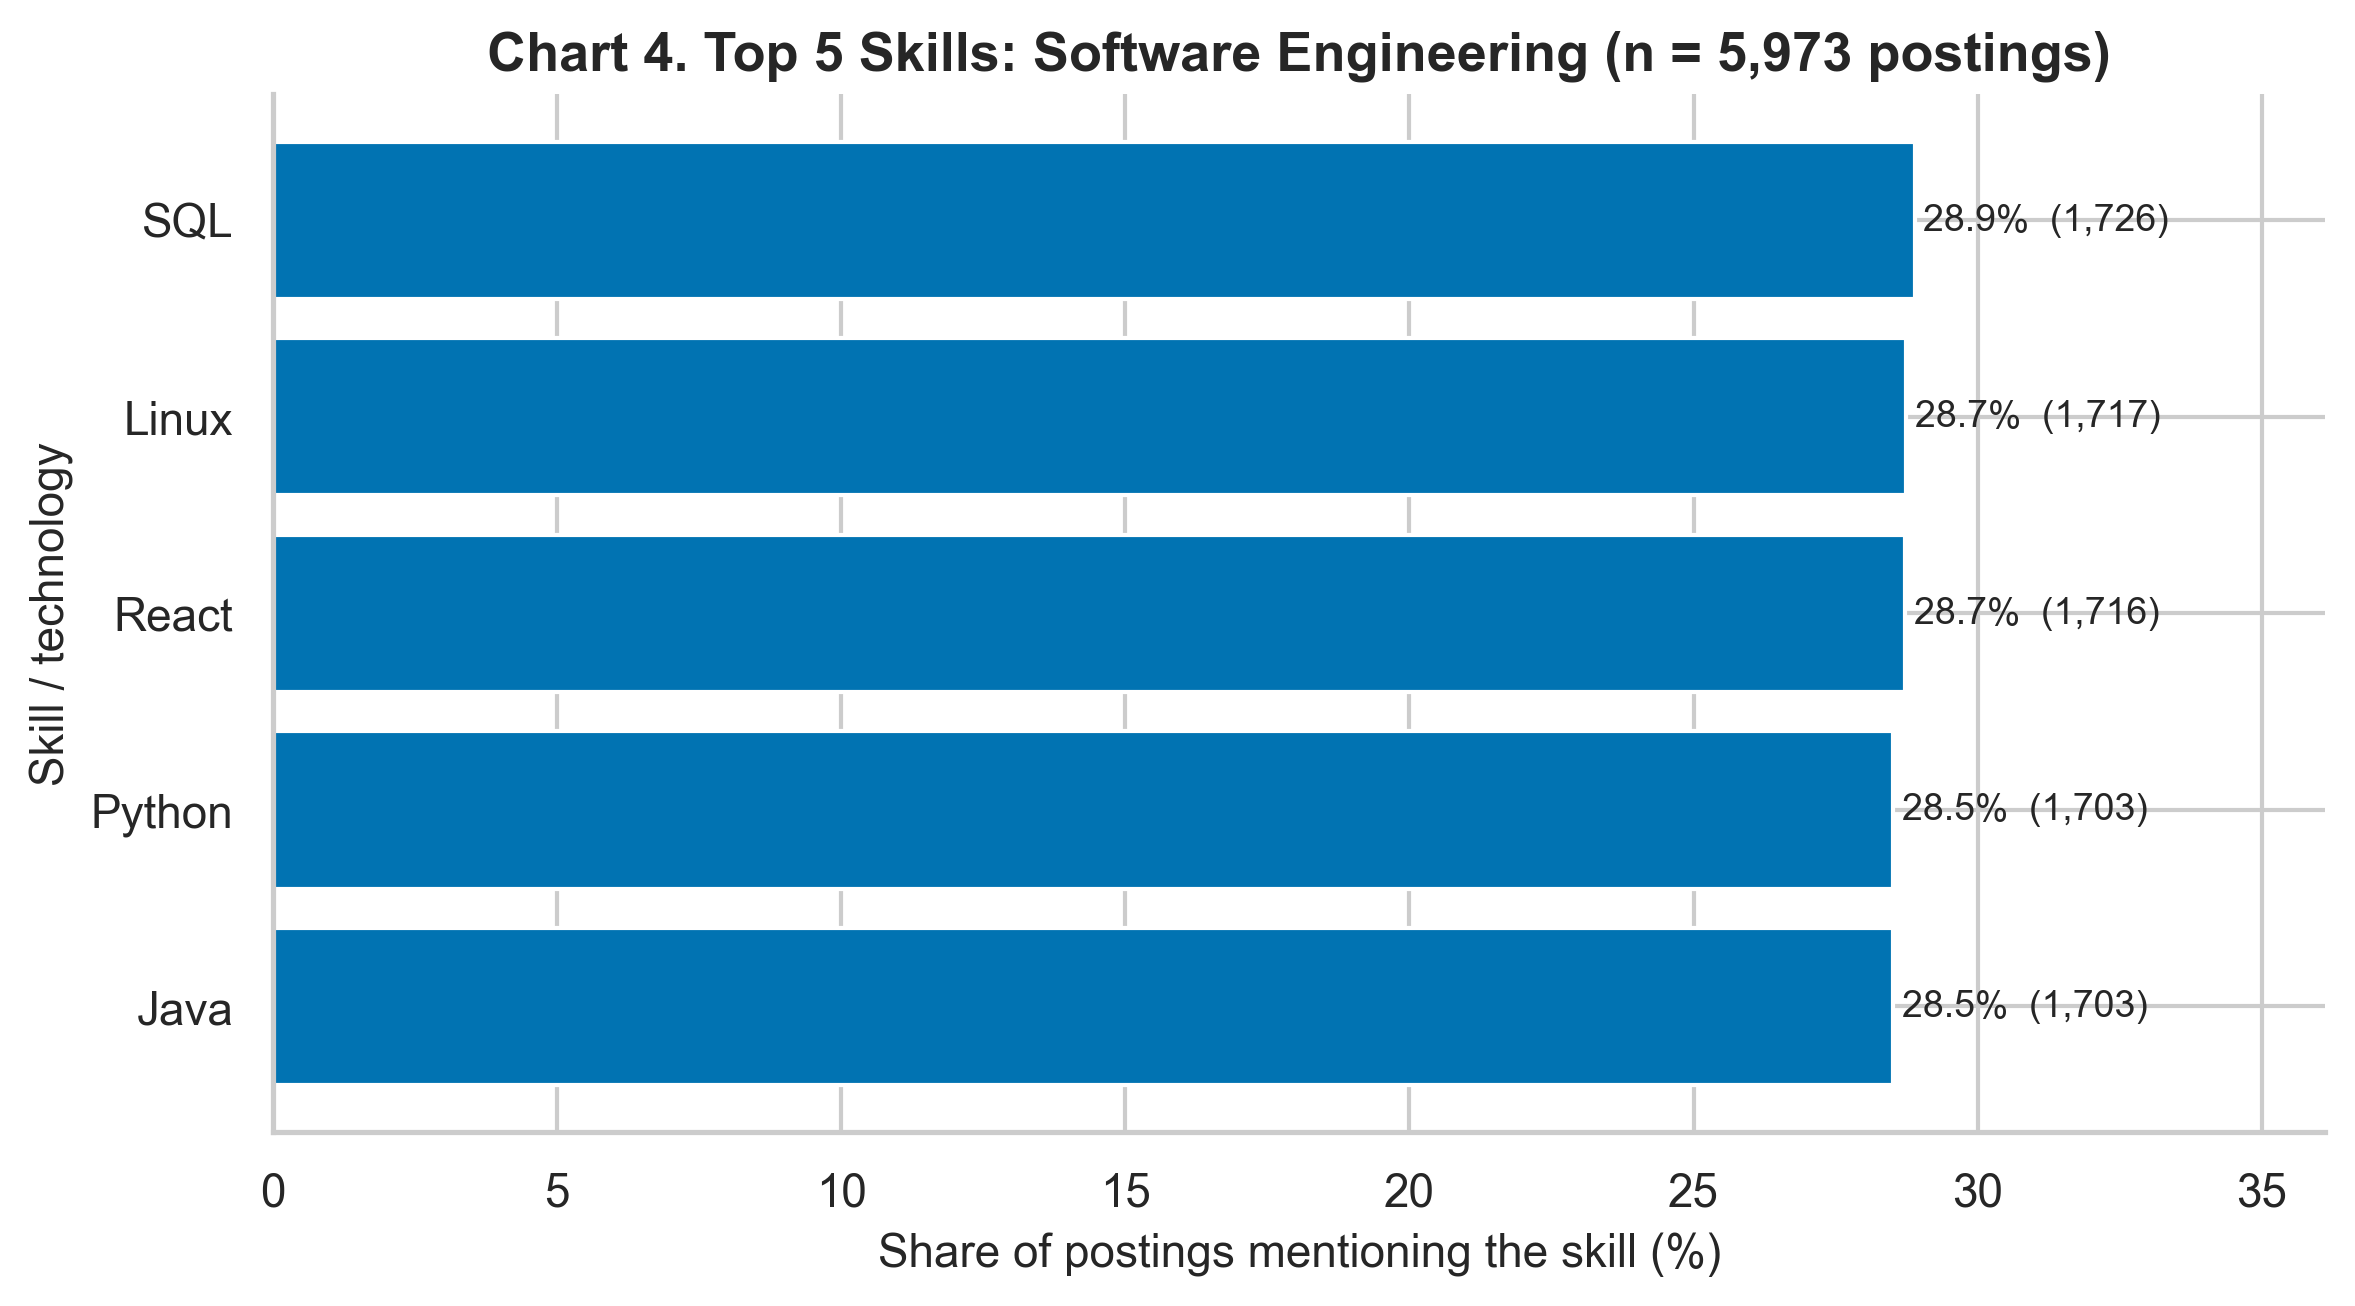 Chart 4. Top 5 Skills: Software Engineering (n = 5,973 postings)
Skill / technology
SQL 28.9% (1,726)
Linux 28.7% (1,717)
React 28.7% (1,716)
Python 28.5% (1,703)
Java 28.5% (1,703)
0 5 10 15 20 25 30 35
Share of postings mentioning the skill (%)